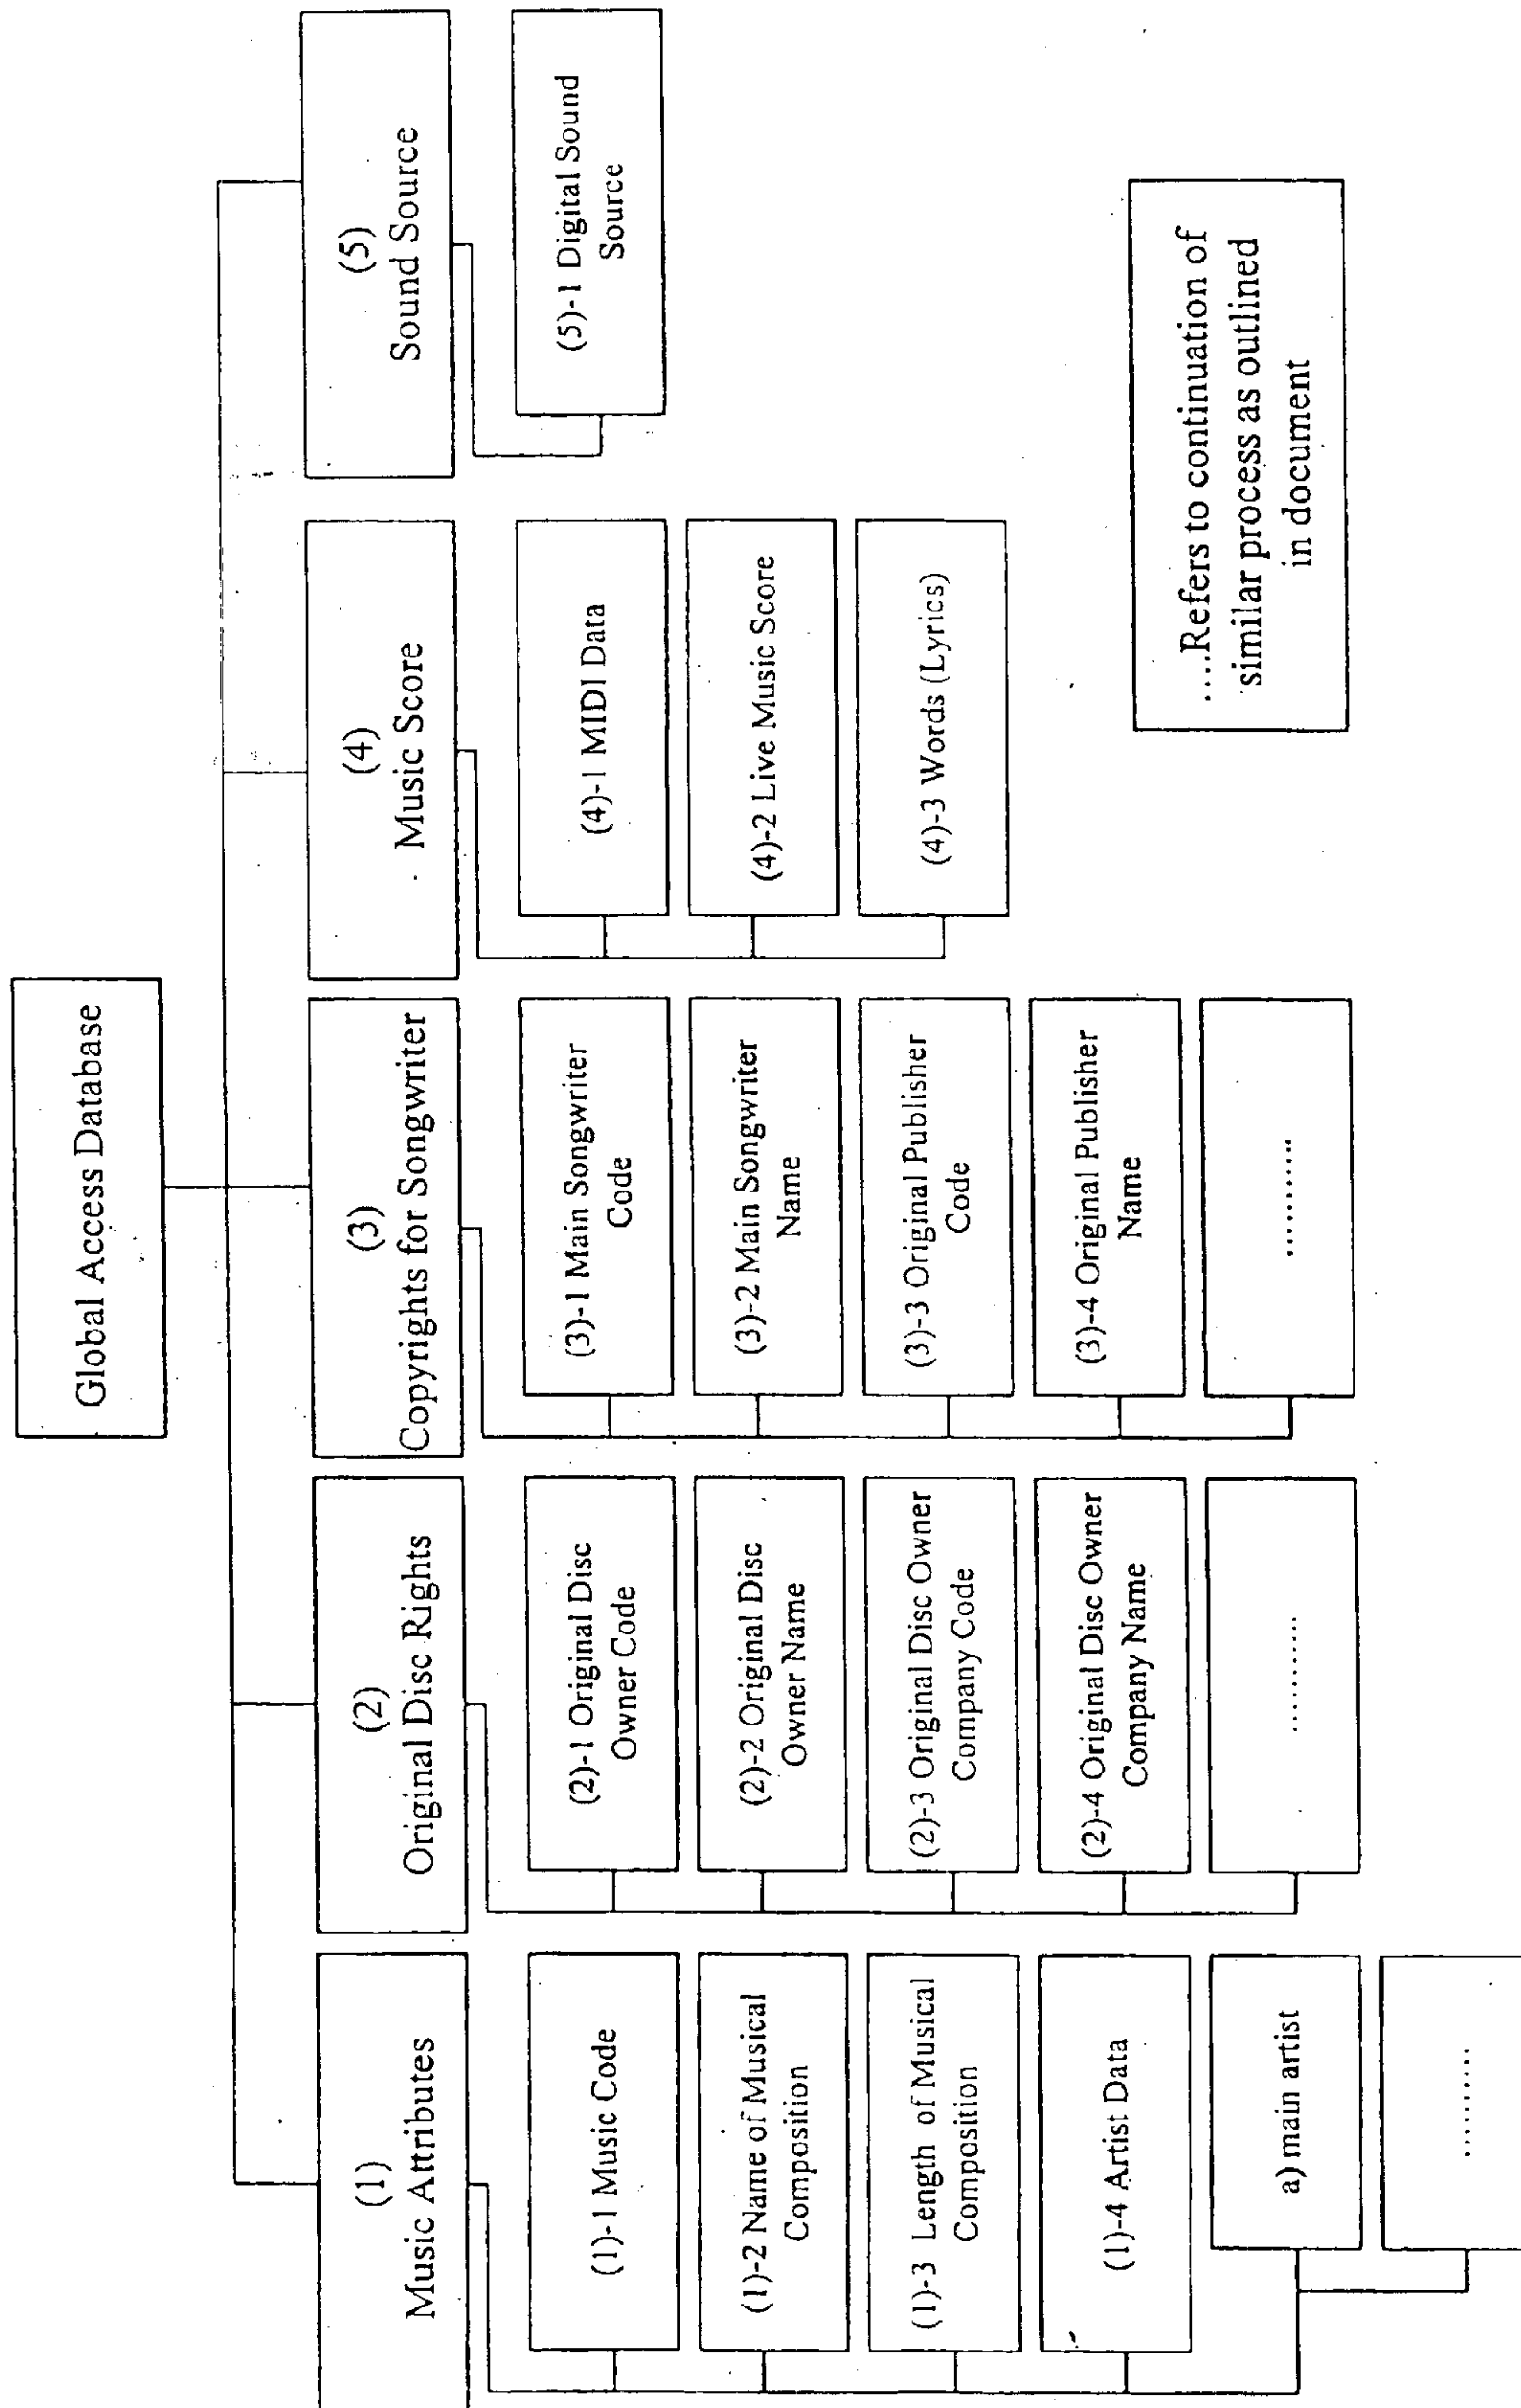 Global Access Database
(1)
Music Attributes
(1)-1 Music Code
(1)-2 Name of Musical
Composition
(1)-3 Length of Musical
Composition
(1)-4 Artist Data
a) main artist
..........
(2)
Original Disc Rights
(2)-1 Original Disc
Owner Code
(2)-2 Original Disc
Owner Name
(2)-3 Original Disc Owner
Company Code
(2)-4 Original Disc Owner
Company Name
..........
(3)
Copyrights for Songwriter
(3)-1 Main Songwriter
Code
(3)-2 Main Songwriter
Name
(3)-3 Original Publisher
Code
(3)-4 Original Publisher
Name
..........
(4)
Music Score
(4)-1 MIDI Data
(4)-2 Live Music Score
(4)-3 Words (Lyrics)
(5)
Sound Source
(5)-1 Digital Sound
Source
....Refers to continuation of
similar process as outlined
in document